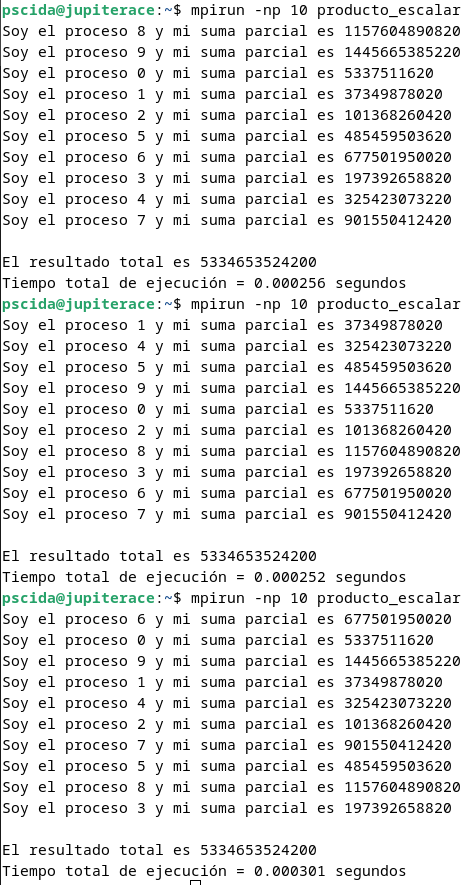 pscida@jupiterace:~$ mpirun -np 10 producto_escalar
Soy el proceso 8 y mi suma parcial es 1157604890820
Soy el proceso 9 y mi suma parcial es 1445665385220
Soy el proceso 0 y mi suma parcial es 5337511620
Soy el proceso 1 y mi suma parcial es 37349878020
Soy el proceso 2 y mi suma parcial es 101368260420
Soy el proceso 5 y mi suma parcial es 485459503620
Soy el proceso 6 y mi suma parcial es 677501950020
Soy el proceso 3 y mi suma parcial es 197392658820
Soy el proceso 4 y mi suma parcial es 325423073220
Soy el proceso 7 y mi suma parcial es 901550412420
El resultado total es 5334653524200
Tiempo total de ejecución = 0.000256 segundos
pscida@jupiterace:~$ mpirun -np 10 producto_escalar
Soy el proceso 1 y mi suma parcial es 37349878020
Soy el proceso 4 y mi suma parcial es 325423073220
Soy el proceso 5 y mi suma parcial es 485459503620
Soy el proceso 9 y mi suma parcial es 1445665385220
Soy el proceso 0 y mi suma parcial es 5337511620
Soy el proceso 2 y mi suma parcial es 101368260420
Soy el proceso 8 y mi suma parcial es 1157604890820
Soy el proceso 3 y mi suma parcial es 197392658820
Soy el proceso 6 y mi suma parcial es 677501950020
Soy el proceso 7 y mi suma parcial es 901550412420
El resultado total es 5334653524200
Tiempo total de ejecución = 0.000252 segundos
pscida@jupiterace:~$ mpirun -np 10 producto_escalar
Soy el proceso 6 y mi suma parcial es 677501950020
Soy el proceso 0 y mi suma parcial es 5337511620
Soy el proceso 9 y mi suma parcial es 1445665385220
Soy el proceso 1 y mi suma parcial es 37349878020
Soy el proceso 4 y mi suma parcial es 325423073220
Soy el proceso 2 y mi suma parcial es 101368260420
Soy el proceso 7 y mi suma parcial es 901550412420
Soy el proceso 5 y mi suma parcial es 485459503620
Soy el proceso 8 y mi suma parcial es 1157604890820
Soy el proceso 3 y mi suma parcial es 197392658820
El resultado total es 5334653524200
Tiempo total de ejecución = 0.000301 segundos